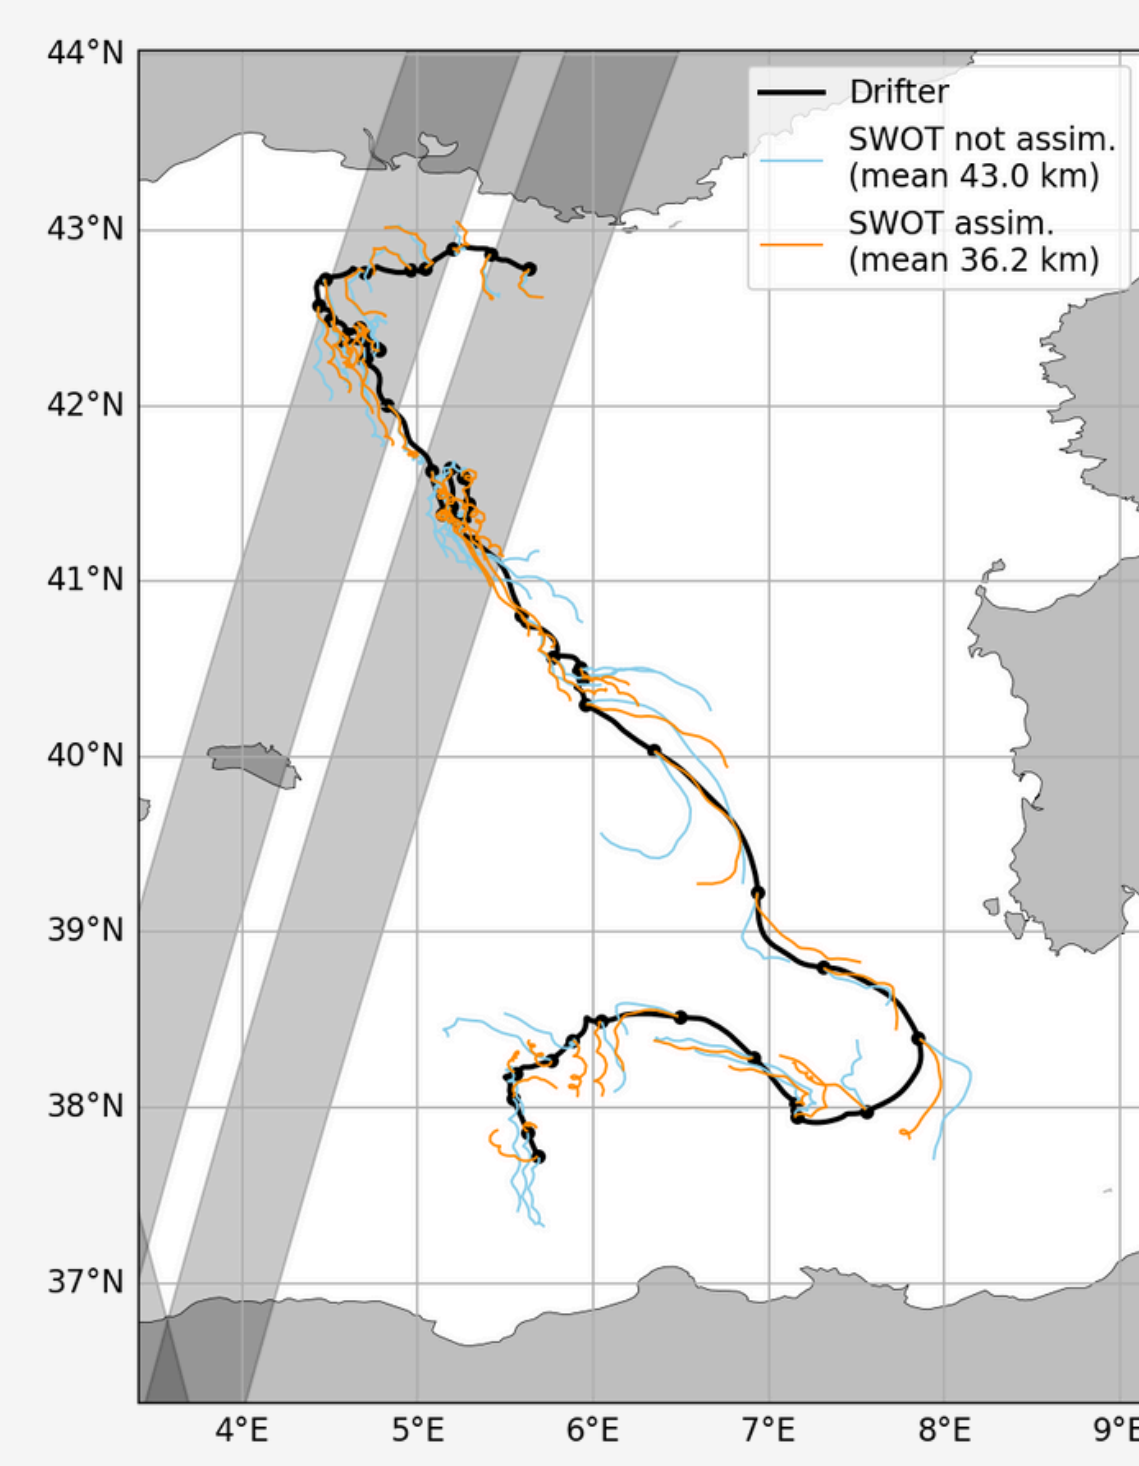 44°N
Drifter
SWOT not assim.
(mean 43.0 km)
SWOT assim.
(mean 36.2 km)
43°N
42°N
41°N
40°N
39°N
38°N
37°N
4°E
5°E
6°E
7°E
8°E
9°E